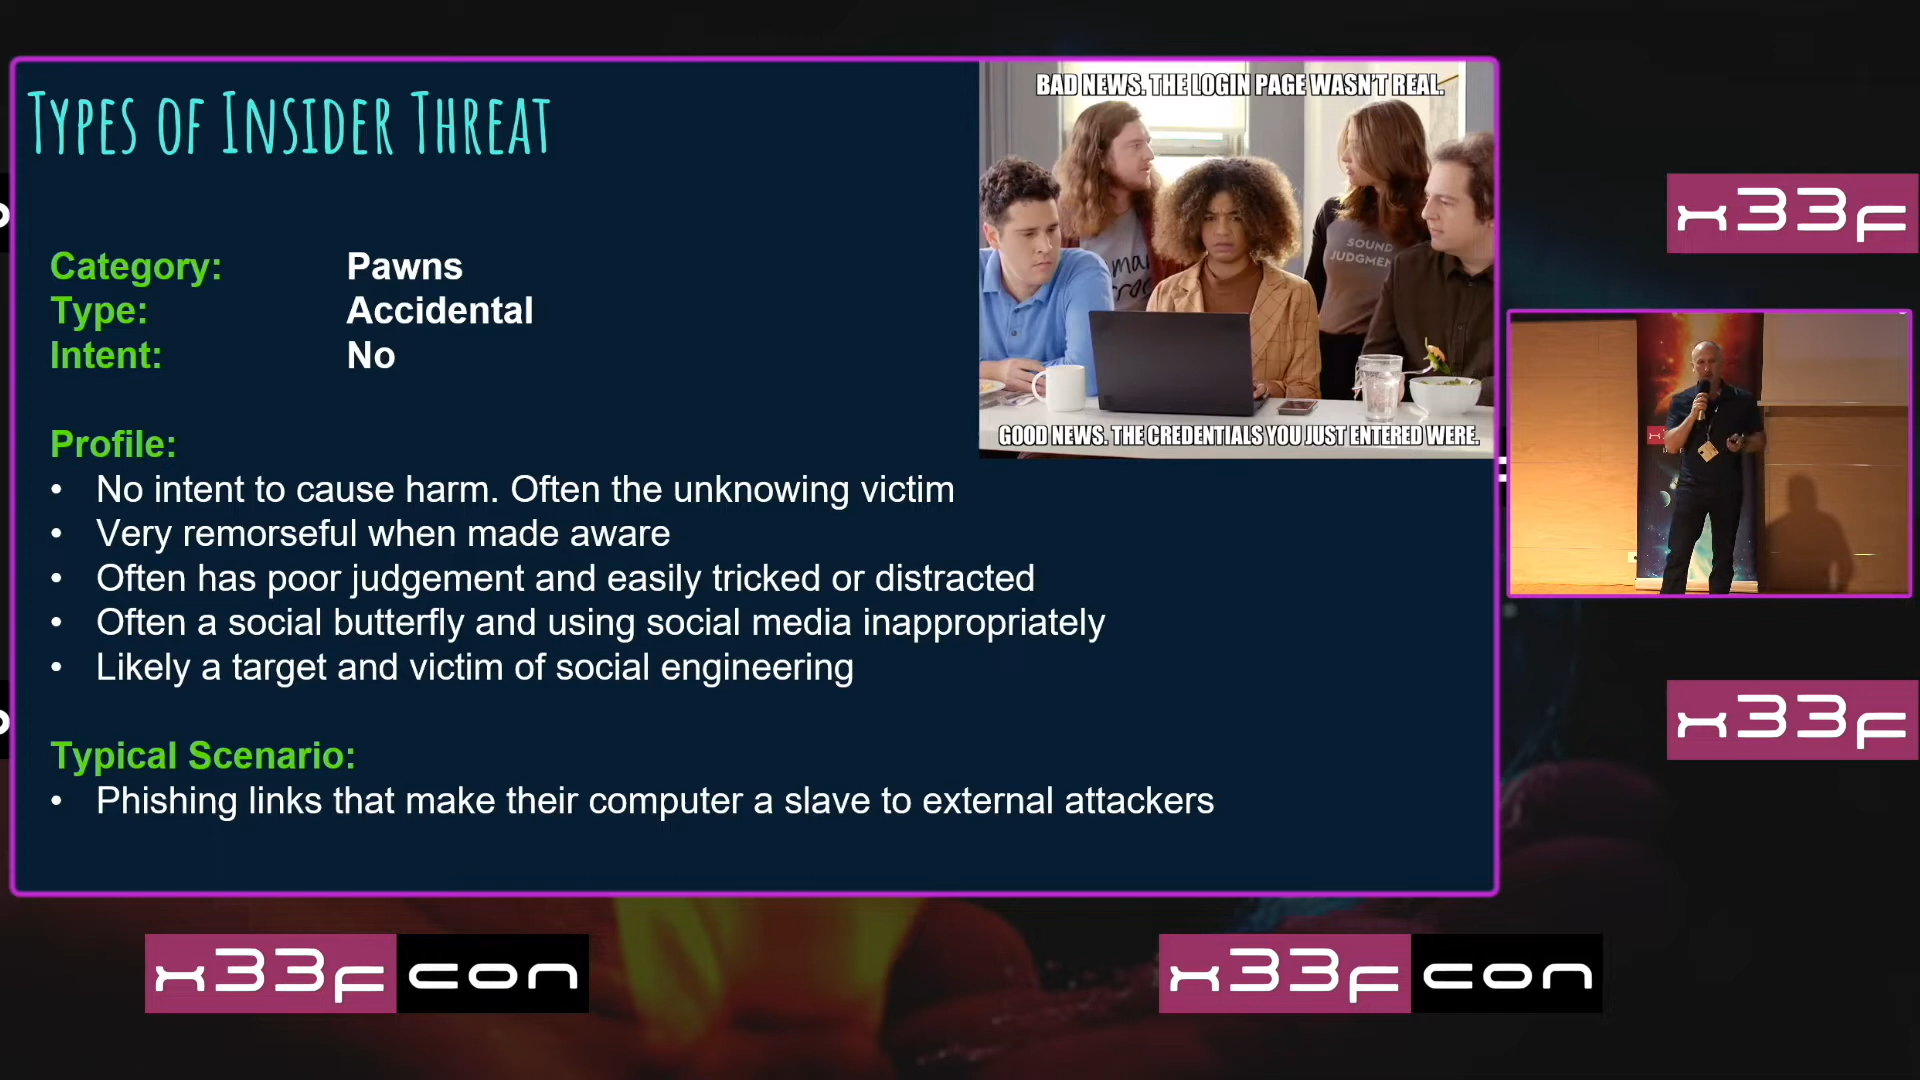 Types of Insider Threat
BAD NEWS. THE LOGIN PAGE WASN'T REAL.
SOUND
JUDGMEN
GOOD NEWS. THE CREDENTIALS YOU JUST ENTERED WERE.
Category: Pawns
Type: Accidental
Intent: No
Profile:
• No intent to cause harm. Often the unknowing victim
• Very remorseful when made aware
• Often has poor judgement and easily tricked or distracted
• Often a social butterfly and using social media inappropriately
• Likely a target and victim of social engineering
Typical Scenario:
• Phishing links that make their computer a slave to external attackers
x33f
x33f
x33fcon
x33fcon